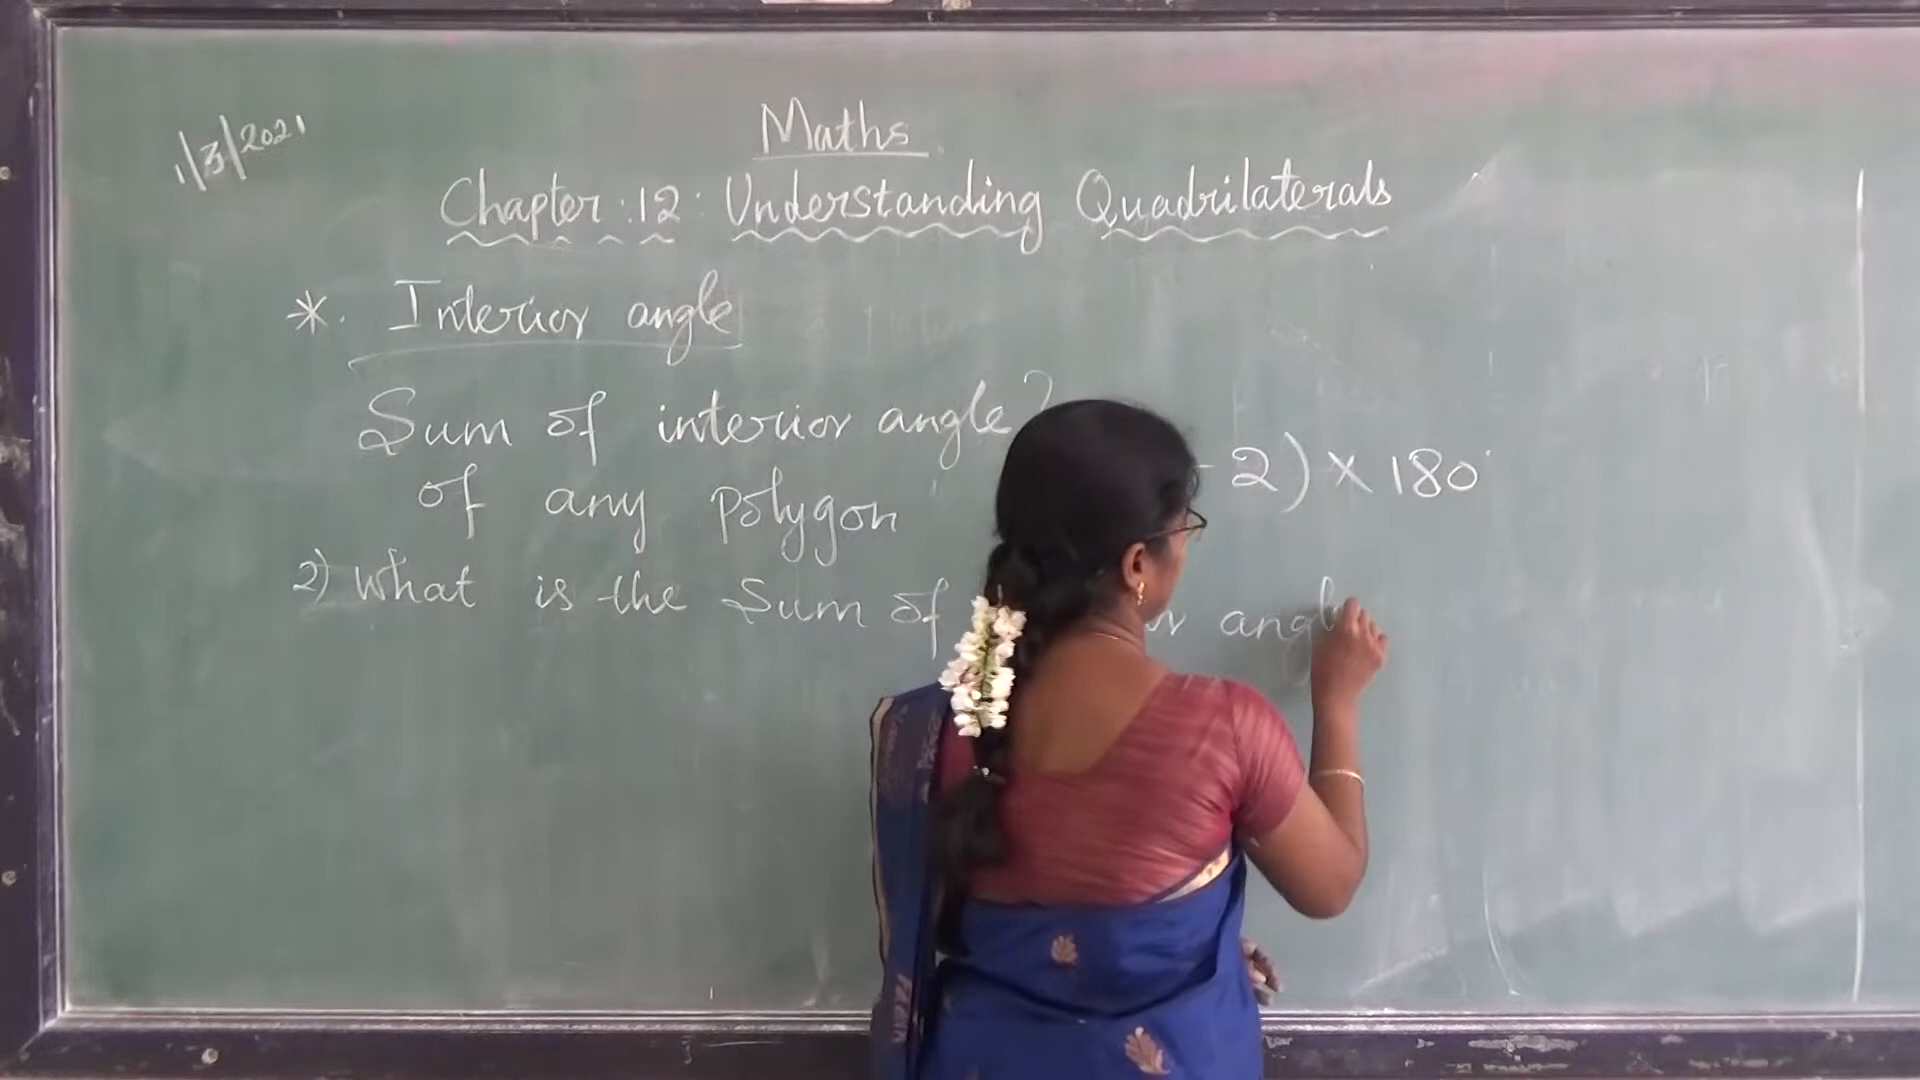 1/3/2021
Maths
Chapter : 12 : Understanding Quadrilaterals
*. Interior angle
Sum of interior angle?
of any polygon
- 2) × 180°
2) What is the Sum of angl